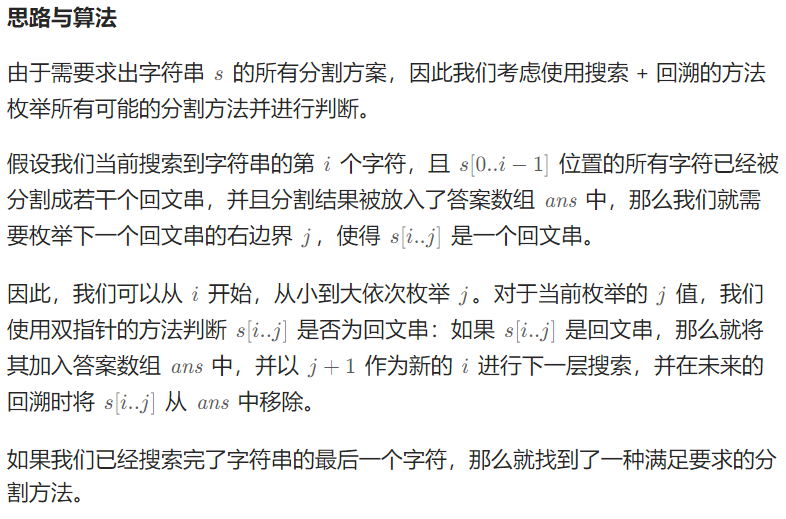 思路与算法
由于需要求出字符串 s 的所有分割方案，因此我们考虑使用搜索 + 回溯的方法
枚举所有可能的分割方法并进行判断。
假设我们当前搜索到字符串的第 i 个字符，且 s[0..i − 1] 位置的所有字符已经被
分割成若干个回文串，并且分割结果被放入了答案数组 ans 中，那么我们就需
要枚举下一个回文串的右边界 j，使得 s[i..j] 是一个回文串。
因此，我们可以从 i 开始，从小到大依次枚举 j。对于当前枚举的 j 值，我们
使用双指针的方法判断 s[i..j] 是否为回文串：如果 s[i..j] 是回文串，那么就将
其加入答案数组 ans 中，并以 j + 1 作为新的 i 进行下一层搜索，并在未来的
回溯时将 s[i..j] 从 ans 中移除。
如果我们已经搜索完了字符串的最后一个字符，那么就找到了一种满足要求的分
割方法。